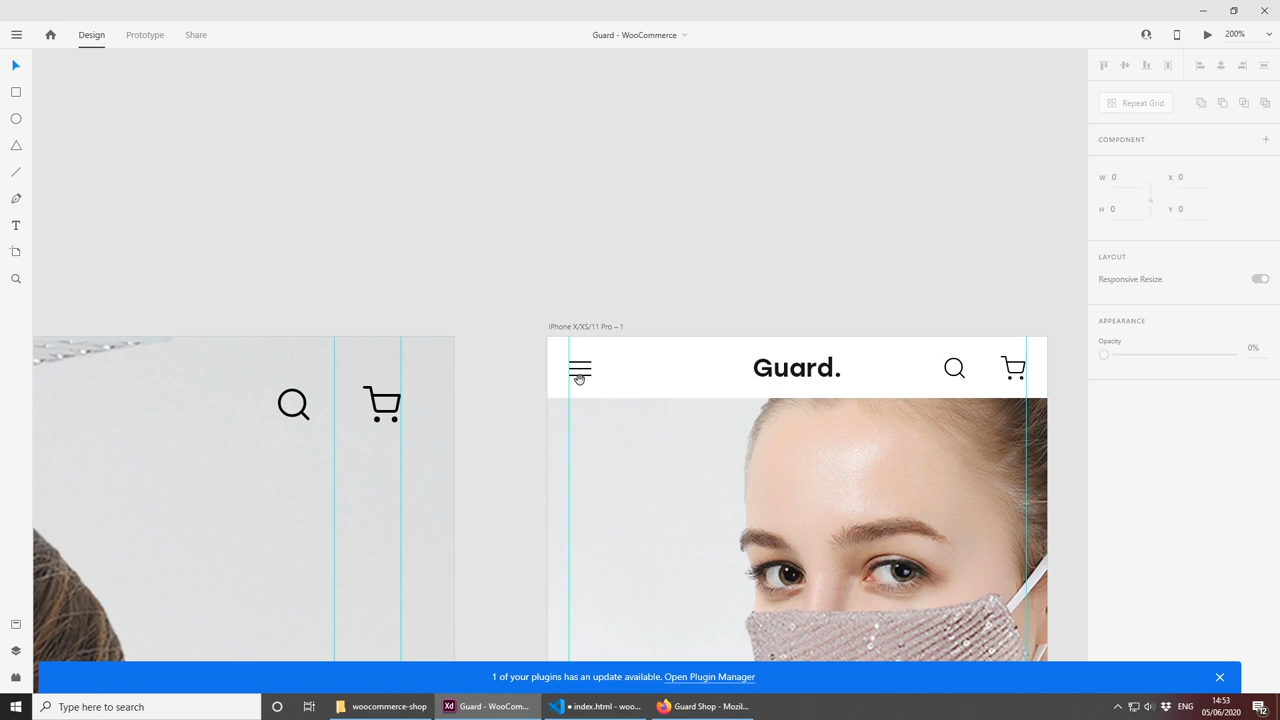 Design
Prototype
Share
Guard - WooCommerce
200%
Repeat Grid
COMPONENT
W 0
X 0
H 0
Y 0
LAYOUT
Responsive Resize
APPEARANCE
Opacity
0%
iPhone X/XS/11 Pro – 1
Guard.
1 of your plugins has an update available. Open Plugin Manager
Type here to search
woocommerce-shop
Xd
Guard - WooCom...
● index.html - woo...
Guard Shop - Mozil...
ENG
14:53
05/06/2020
12